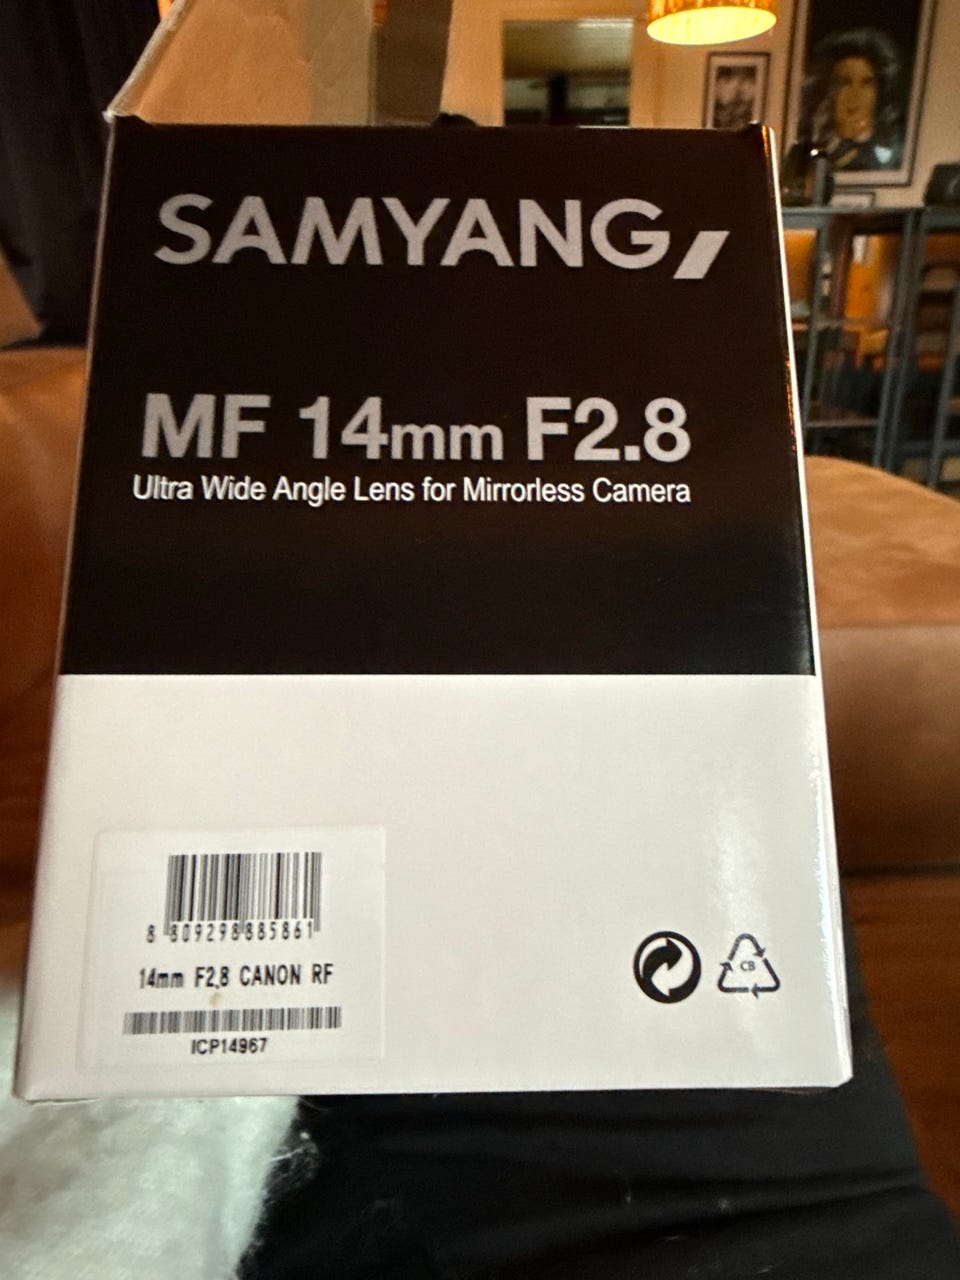 SAMYANG
MF 14mm F2.8
Ultra Wide Angle Lens for Mirrorless Camera
8 809298 885861
14mm F2.8 CANON RF
ICP14967
CB